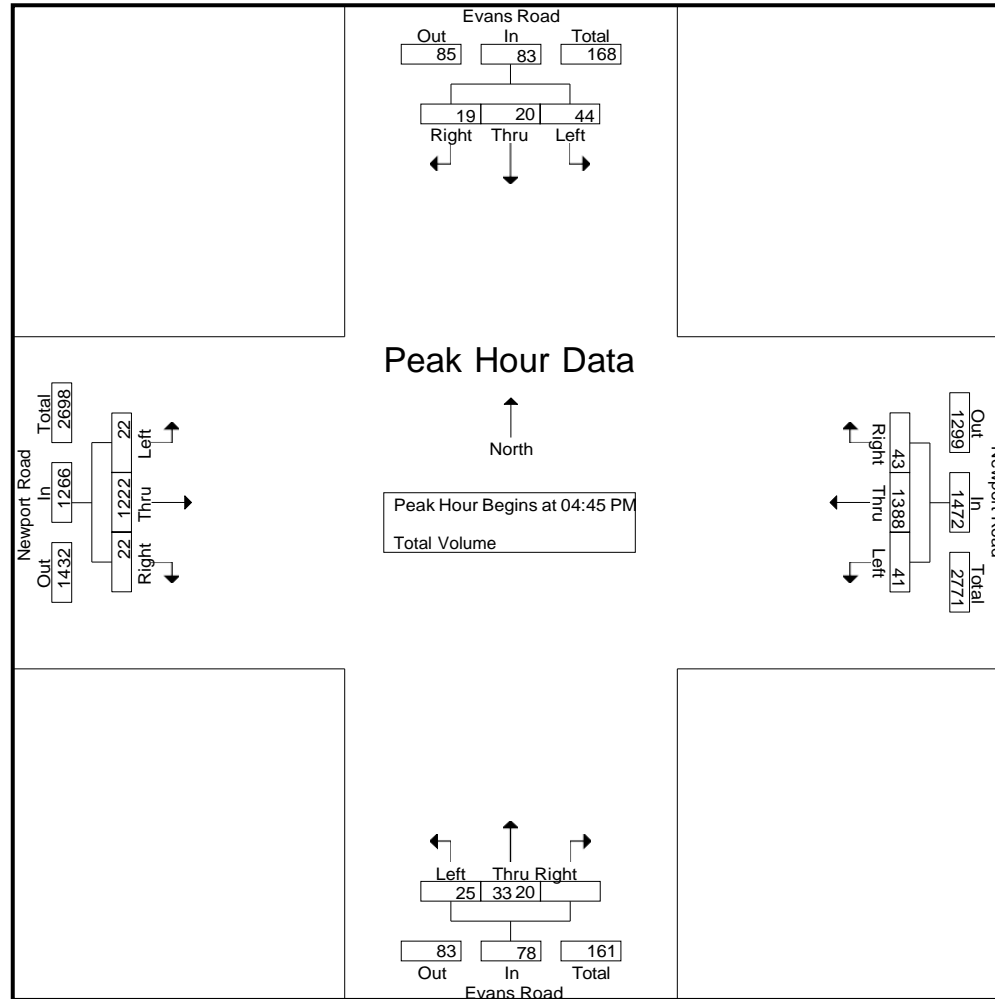 Evans Road
Out In Total
85 83 168
19 20 44
Right Thru Left
Peak Hour Data
North
Peak Hour Begins at 04:45 PM
Total Volume
Newport Road
Out In Total
1432 1266 2698
22 1222 22
Right Thru Left
Right Thru Left
43 1388 41
Out In Total
1299 1472 2771
Newport Road
Left Thru Right
25 33 20
83 78 161
Out In Total
Evans Road